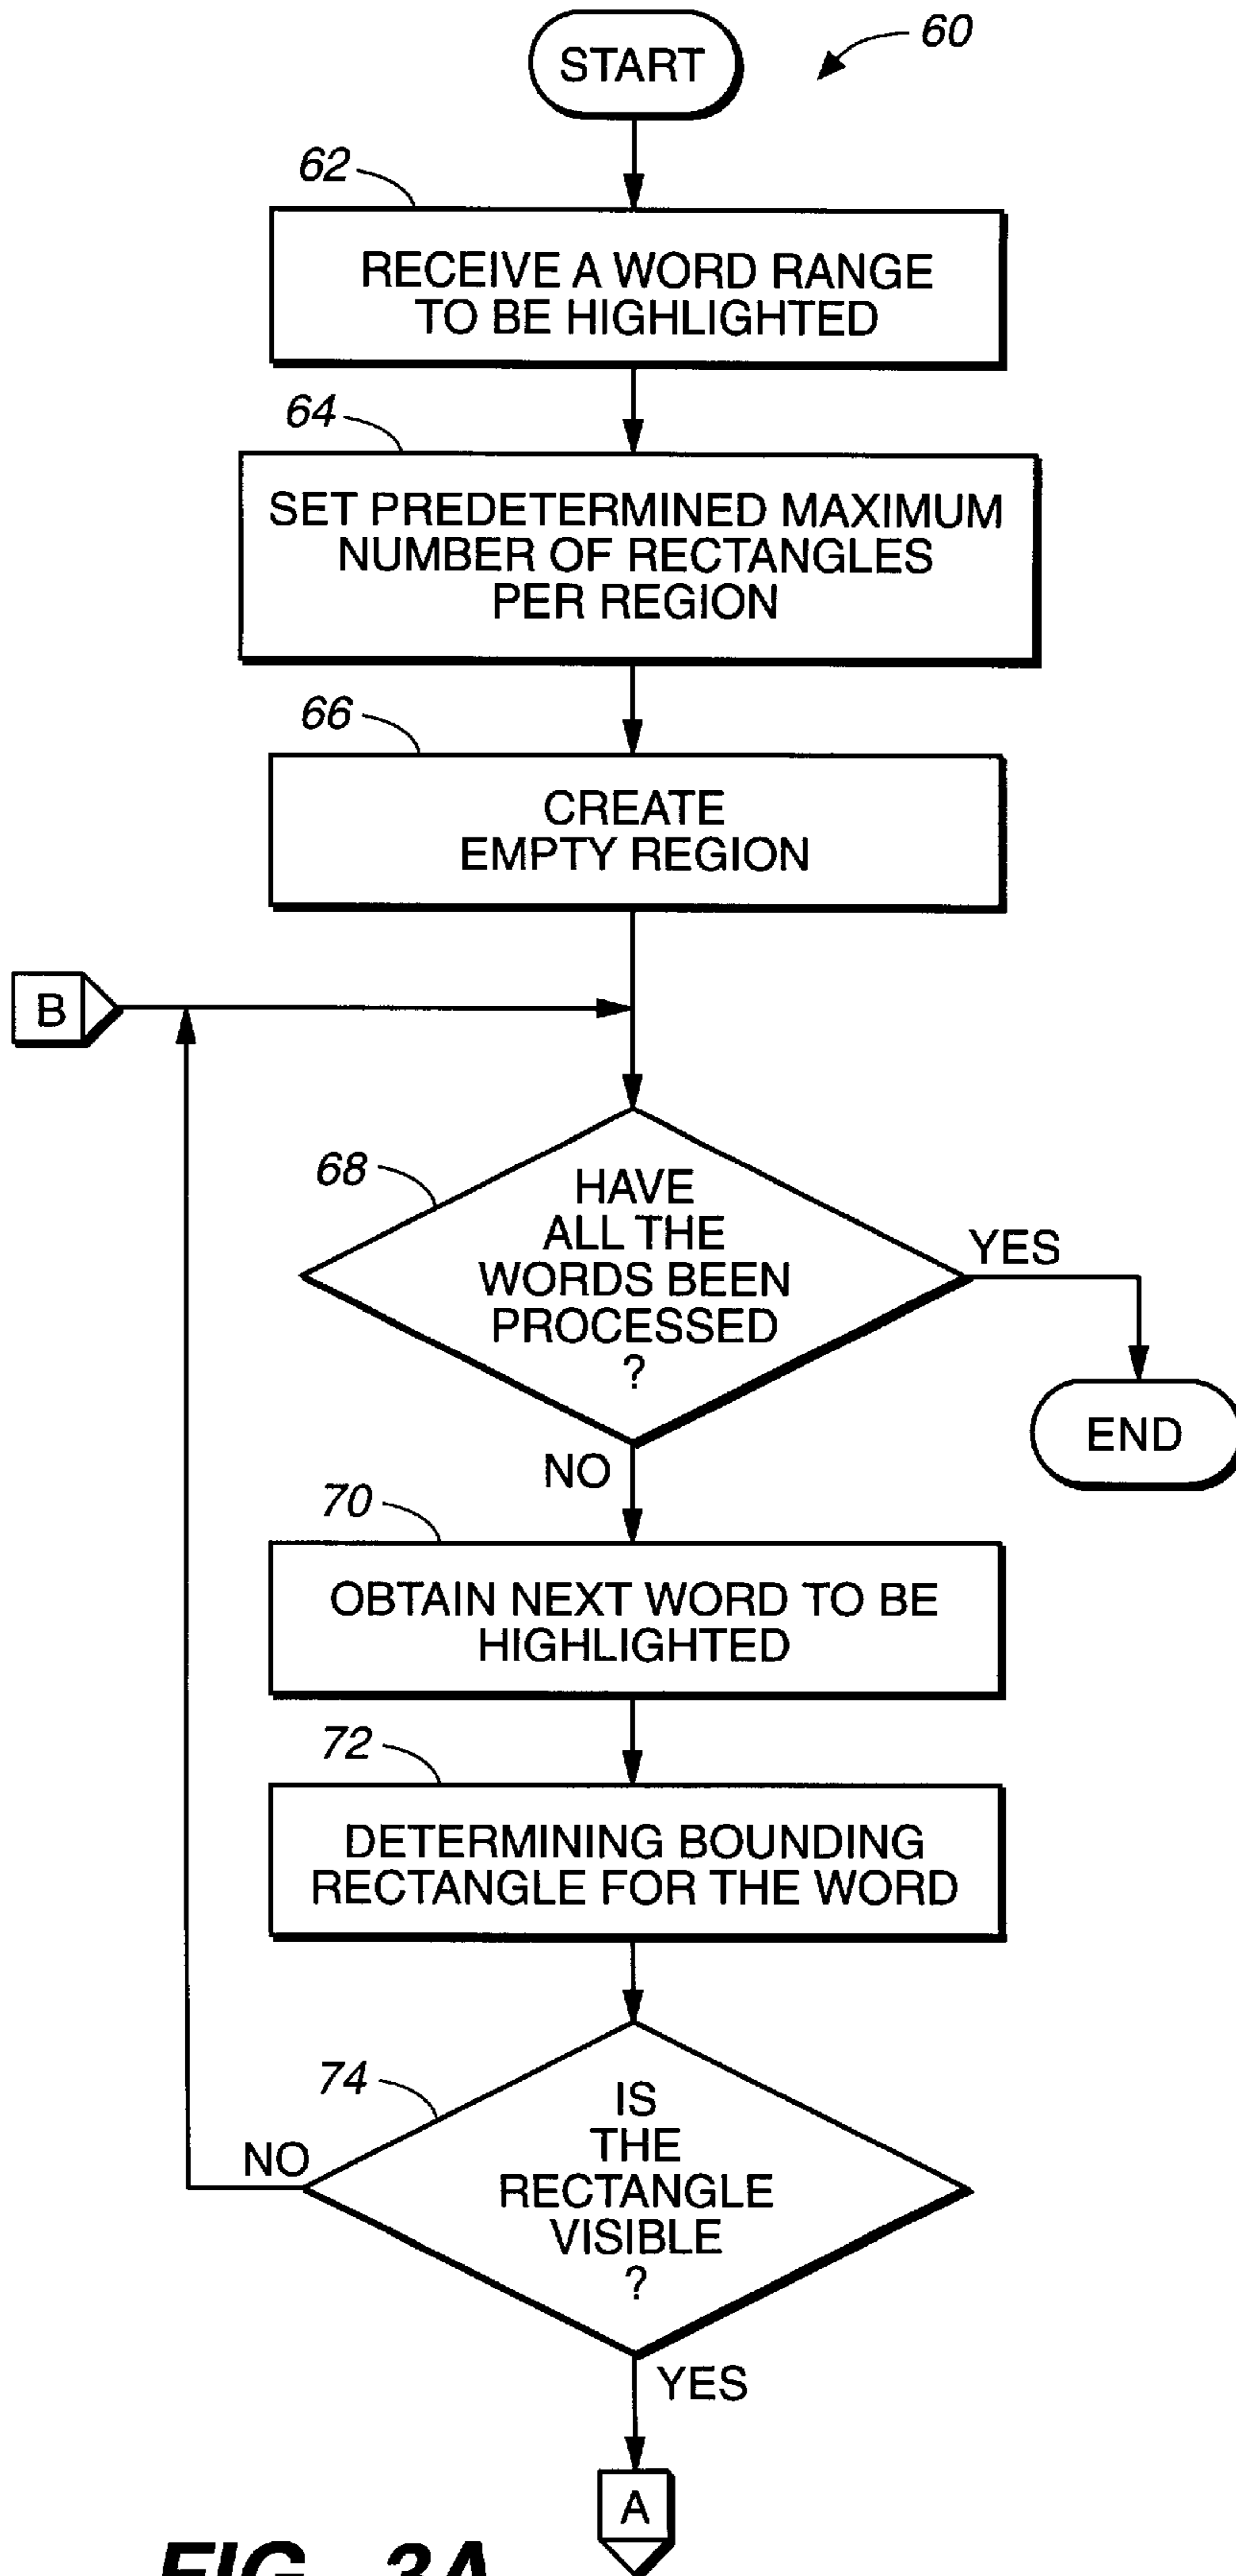 START
60
62
RECEIVE A WORD RANGE
TO BE HIGHLIGHTED
64
SET PREDETERMINED MAXIMUM
NUMBER OF RECTANGLES
PER REGION
66
CREATE
EMPTY REGION
B
68
HAVE
ALL THE
WORDS BEEN
PROCESSED
?
YES
END
NO
70
OBTAIN NEXT WORD TO BE
HIGHLIGHTED
72
DETERMINING BOUNDING
RECTANGLE FOR THE WORD
74
IS
THE
RECTANGLE
VISIBLE
?
NO
YES
A
FIG._3A